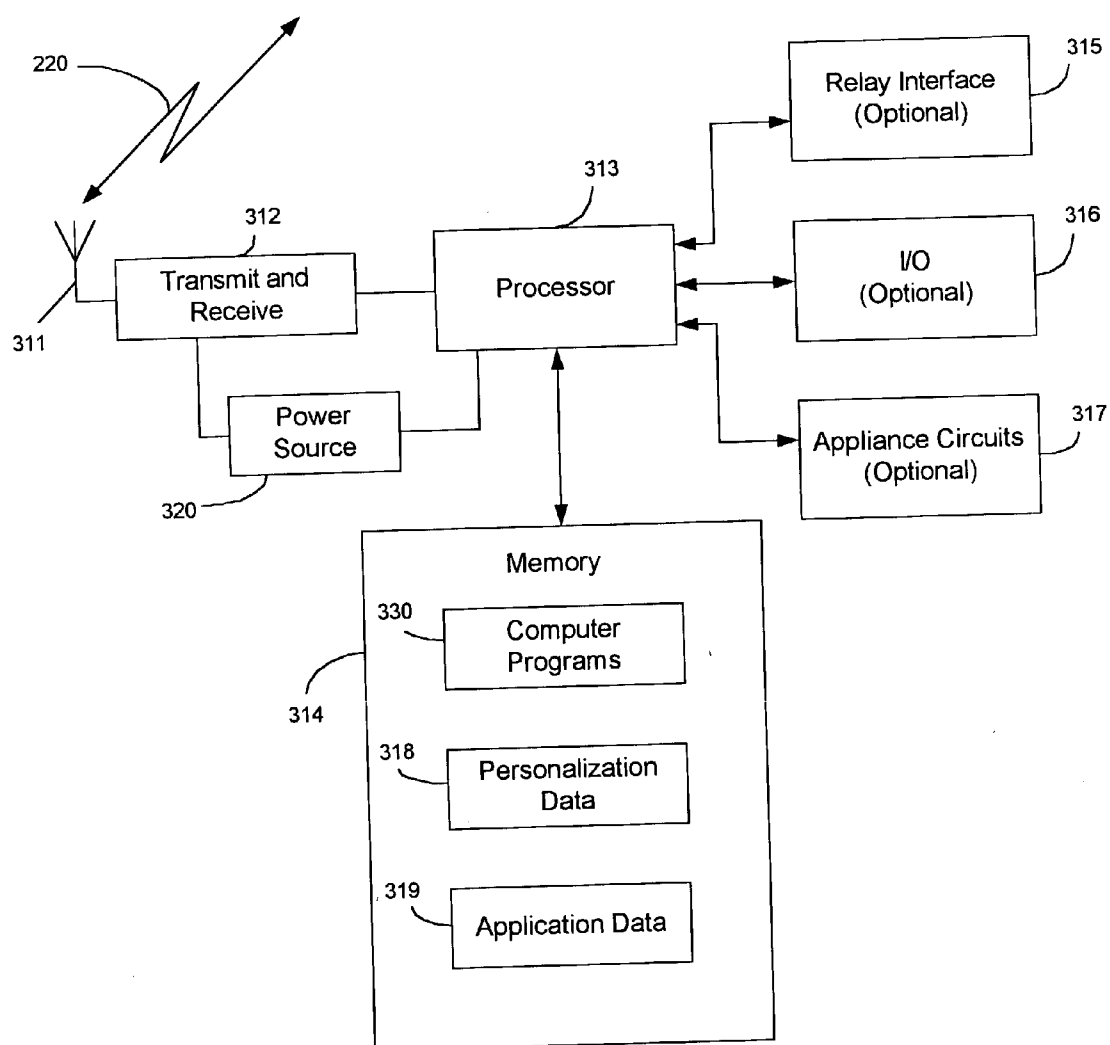 220
315
Relay Interface
(Optional)
313
312
316
Transmit and
Receive
Processor
I/O
(Optional)
311
Power
Source
317
Appliance Circuits
(Optional)
320
Memory
330
Computer
Programs
314
318
Personalization
Data
319
Application Data